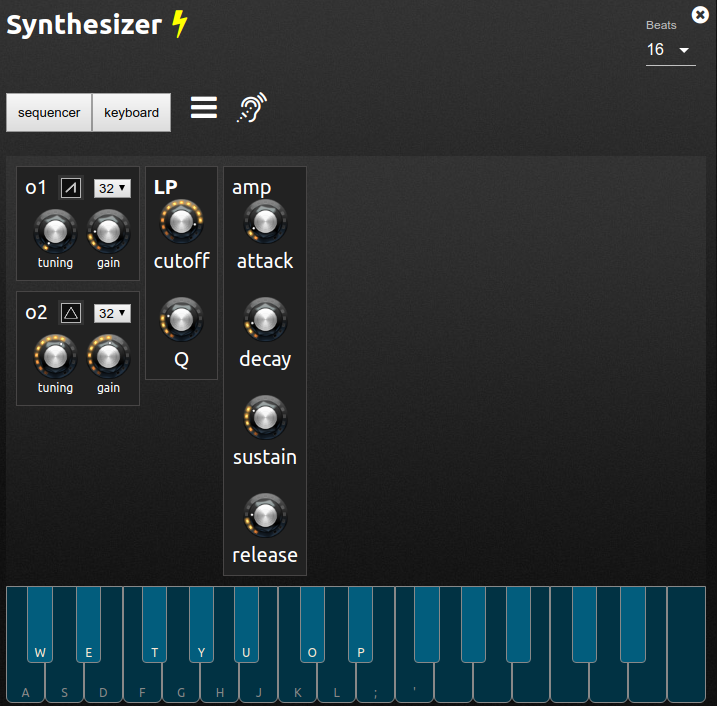 Synthesizer
Beats
16
sequencer keyboard
o1 32
tuning gain
o2 32
tuning gain
LP
cutoff
Q
amp
attack
decay
sustain
release
W E T Y U O P
A S D F G H J K L ; '